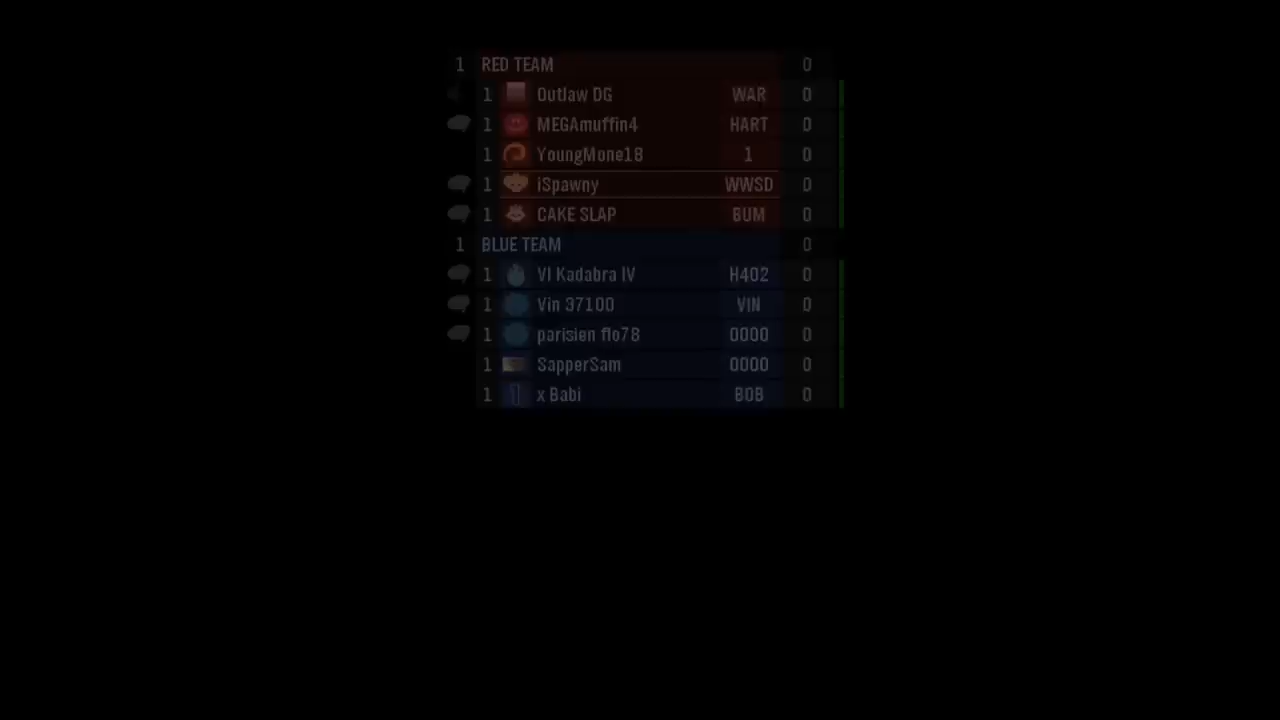 1 RED TEAM 0
1 Outlaw DG WAR 0
1 MEGAmuffin4 HART 0
1 YoungMone18 1 0
1 iSpawny WWSD 0
1 CAKE SLAP BUM 0
1 BLUE TEAM 0
1 VI Kadabra IV H402 0
1 Vin 37100 VIN 0
1 parisien flo78 0000 0
1 SapperSam 0000 0
1 x Babi BOB 0